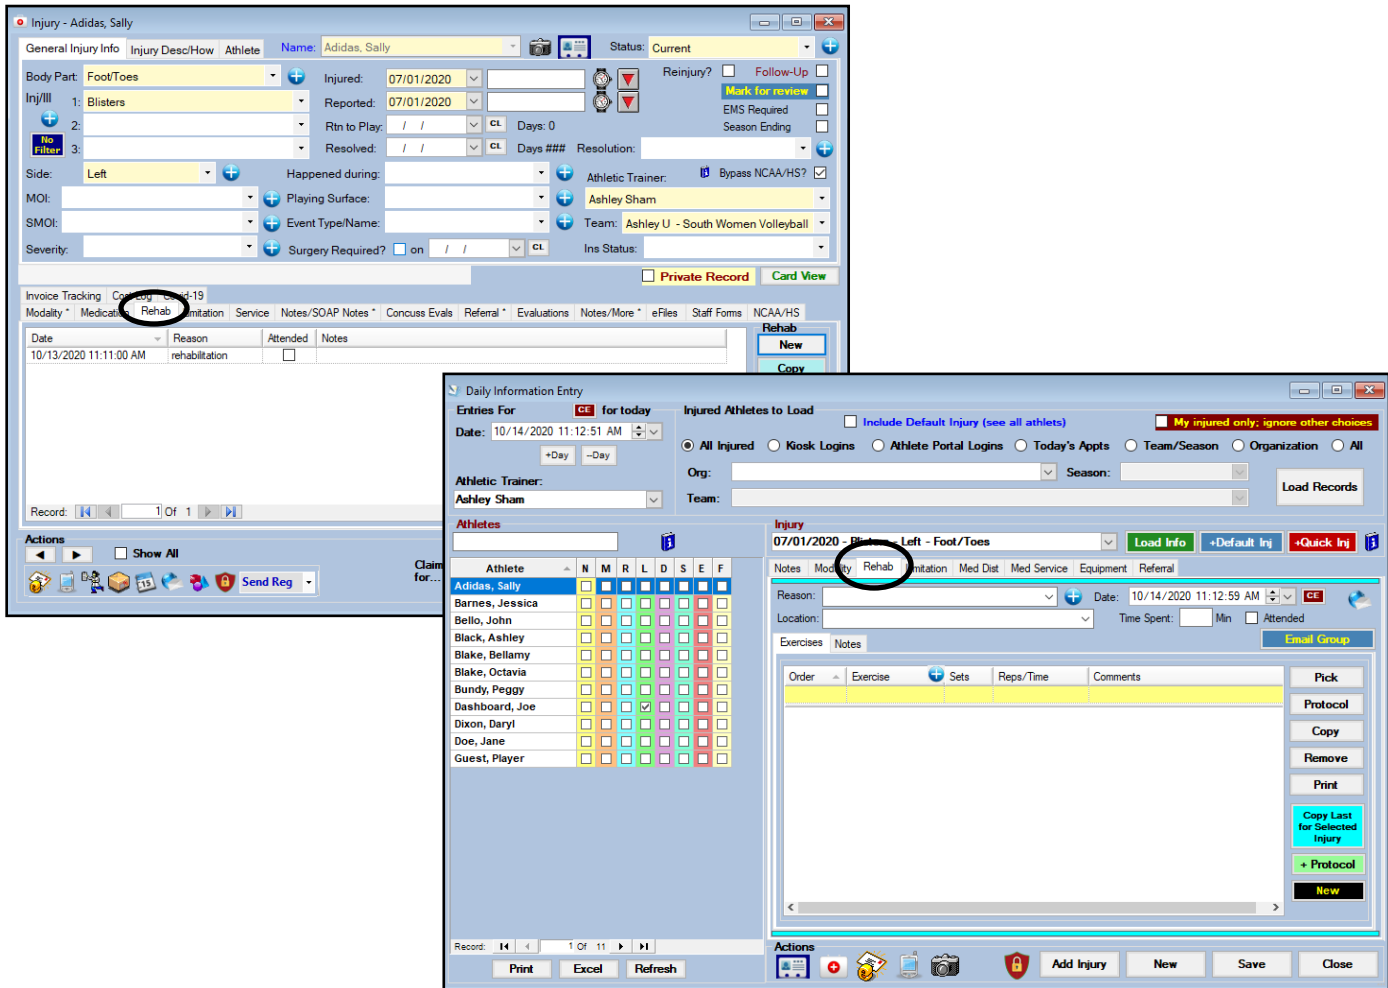 Injury - Adidas, Sally
General Injury Info Injury Desc/How Athlete Name: Adidas, Sally Status: Current
Body Part: Foot/Toes Injured: 07/01/2020 Reinjury? Follow-Up
Mark for review
Inj/Ill 1: Blisters Reported: 07/01/2020 EMS Required
2: Rtn to Play: / / CL Days: 0 Season Ending
No
Filter 3: Resolved: / / CL Days ### Resolution:
Side: Left Happened during: Athletic Trainer: Bypass NCAA/HS?
MOI: Playing Surface: Ashley Sham
SMOI: Event Type/Name: Team: Ashley U - South Women Volleyball
Severity: Surgery Required? on / / CL Ins Status:
Private Record Card View
Invoice Tracking Cost Log Covid-19
Modality * Medication Rehab Limitation Service Notes/SOAP Notes * Concuss Evals Referral * Evaluations Notes/More * eFiles Staff Forms NCAA/HS
Date Reason Attended Notes Rehab
10/13/2020 11:11:00 AM rehabilitation New
Copy
Record: 1 Of 1
Actions
Show All
Claim
for...
15 Send Reg
Daily Information Entry
Entries For CE for today Injured Athletes to Load
Include Default Injury (see all athlets) My injured only; ignore other choices
Date: 10/14/2020 11:12:51 AM
All Injured Kiosk Logins Athlete Portal Logins Today's Appts Team/Season Organization All
+Day --Day
Org: Season:
Athletic Trainer: Load Records
Ashley Sham Team:
Athletes Injury
07/01/2020 - Blisters - Left - Foot/Toes Load Info +Default Inj +Quick Inj
Athlete N M R L D S E F
Adidas, Sally
Barnes, Jessica
Bello, John
Black, Ashley
Blake, Bellamy
Blake, Octavia
Bundy, Peggy
Dashboard, Joe
Dixon, Daryl
Doe, Jane
Guest, Player
Record: 1 Of 11
Print Excel Refresh
Notes Modality Rehab Limitation Med Dist Med Service Equipment Referral
Reason: Date: 10/14/2020 11:12:59 AM CE
Location: Time Spent: Min Attended
Exercises Notes Email Group
Order Exercise Sets Reps/Time Comments
Pick
Protocol
Copy
Remove
Print
Copy Last
for Selected
Injury
+ Protocol
New
Actions
Add Injury New Save Close